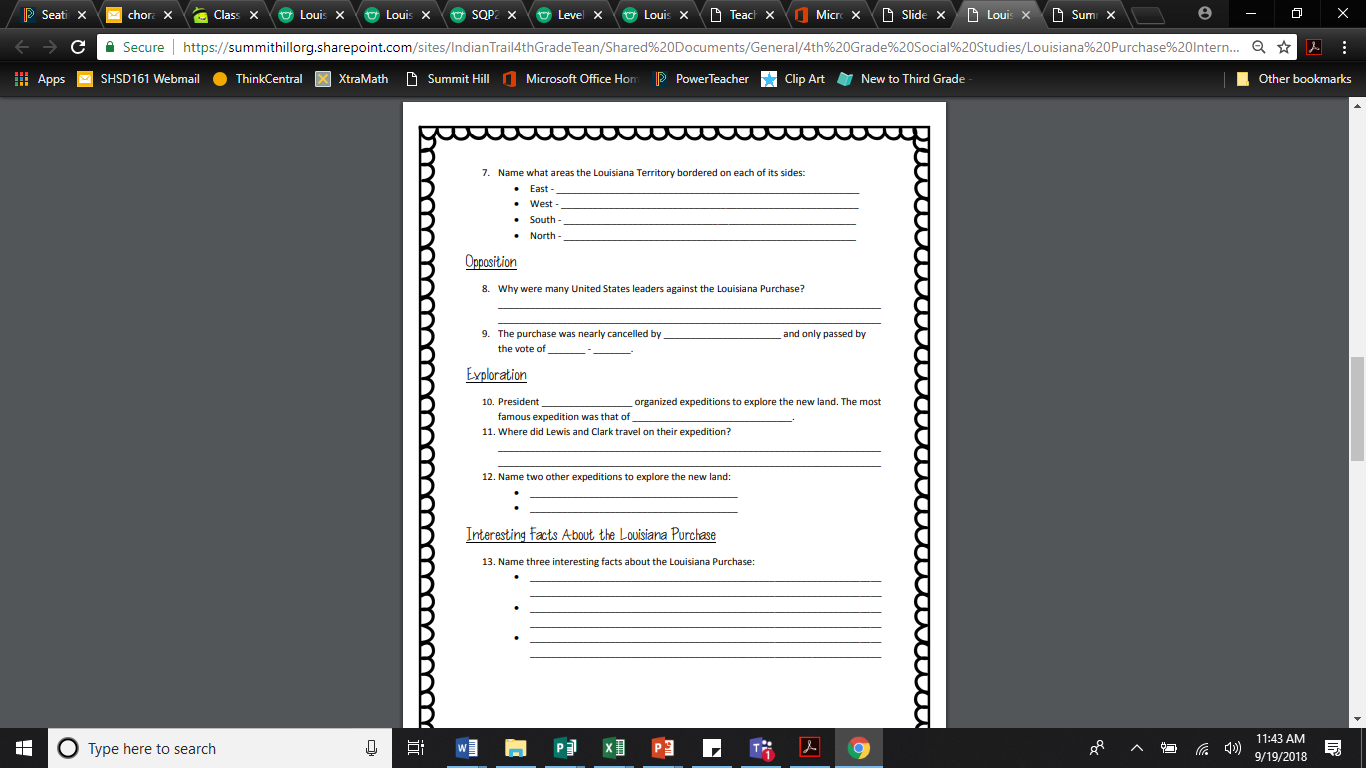 Seati
chora
Class
Louis
Louis
SQP2
Level
Louis
Teach
Micro
Slide
Louis
Sum
Secure https://summithillorg.sharepoint.com/sites/IndianTrail4thGradeTean/Shared%20Documents/General/4th%20Grade%20Social%20Studies/Louisiana%20Purchase%20Intern...
Apps SHSD161 Webmail ThinkCentral XtraMath Summit Hill Microsoft Office Hom PowerTeacher Clip Art New to Third Grade - Other bookmarks
7. Name what areas the Louisiana Territory bordered on each of its sides:
• East - ____________________
• West - ____________________
• South - ____________________
• North - ____________________
Opposition
8. Why were many United States leaders against the Louisiana Purchase?
9. The purchase was nearly cancelled by ____________________ and only passed by
the vote of _______ - _______.
Exploration
10. President _________________ organized expeditions to explore the new land. The most
famous expedition was that of ____________________.
11. Where did Lewis and Clark travel on their expedition?
12. Name two other expeditions to explore the new land:
Interesting Facts About the Louisiana Purchase
13. Name three interesting facts about the Louisiana Purchase:
Type here to search
11:43 AM
9/19/2018